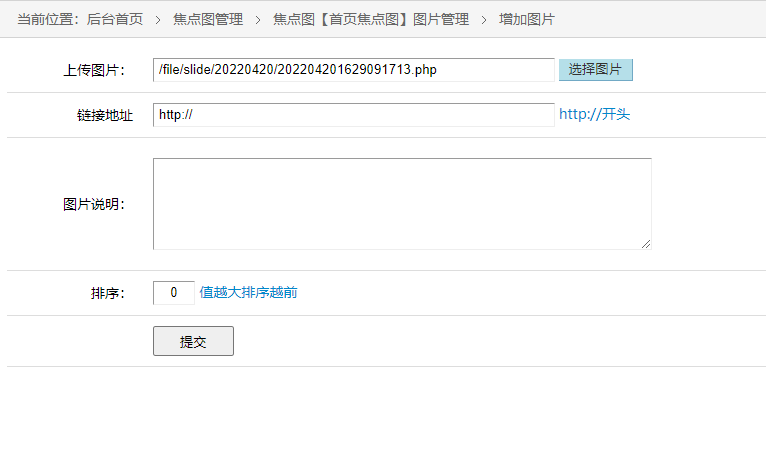 当前位置：后台首页 > 焦点图管理 > 焦点图【首页焦点图】图片管理 > 增加图片
上传图片： /file/slide/20220420/202204201629091713.php 选择图片
链接地址 http:// http://开头
图片说明：
排序： 0 值越大排序越前
提交